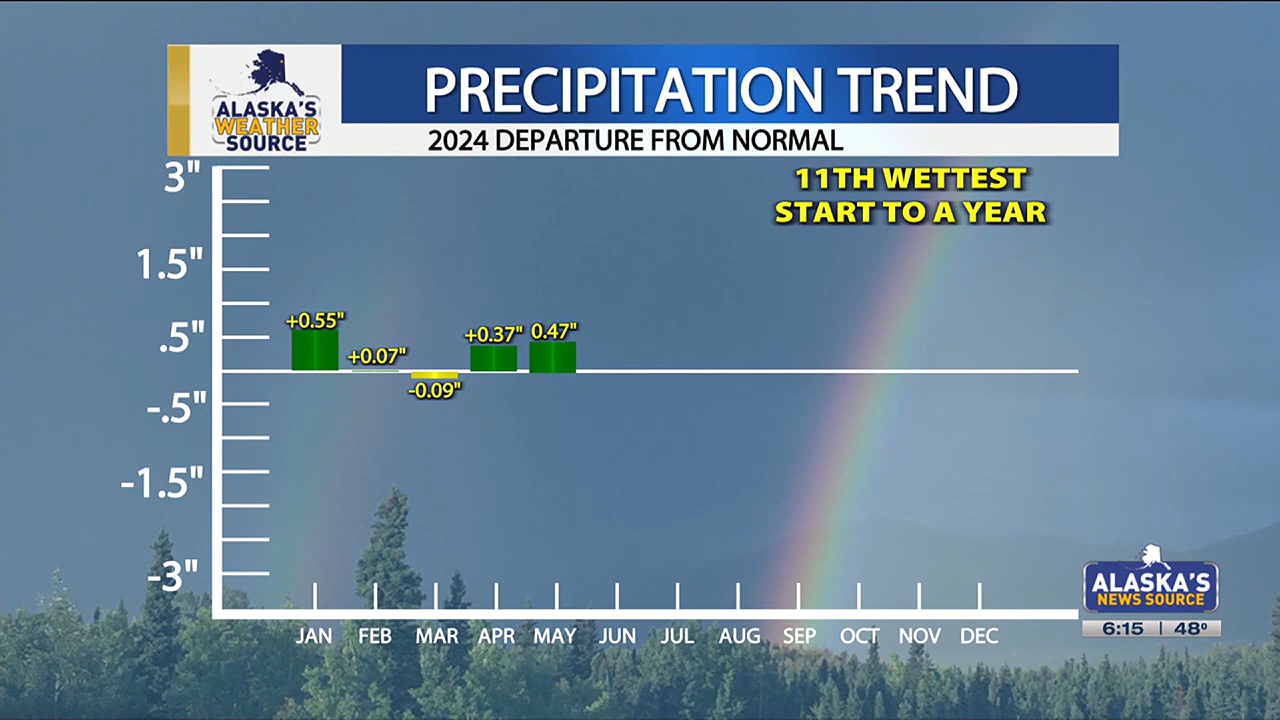 ALASKA'S
WEATHER
SOURCE
PRECIPITATION TREND
2024 DEPARTURE FROM NORMAL
11TH WETTEST
START TO A YEAR
3"
1.5"
.5"
-.5"
-1.5"
-3"
+0.55"
+0.07"
-0.09"
+0.37"
0.47"
JAN FEB MAR APR MAY JUN JUL AUG SEP OCT NOV DEC
ALASKA'S
NEWS SOURCE
6:15 | 48°